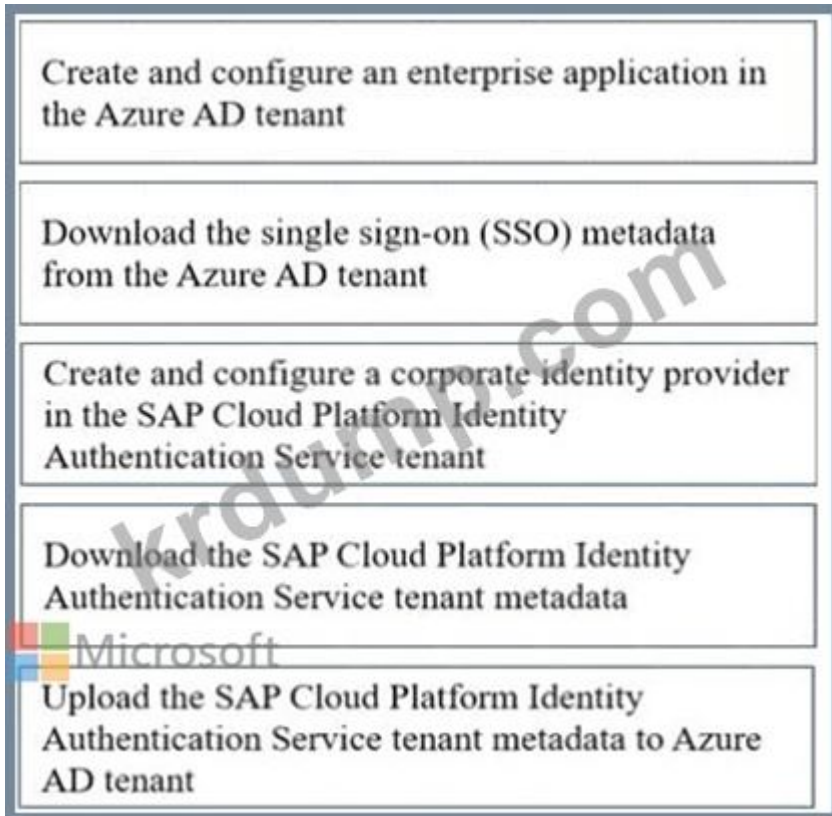 Create and configure an enterprise application in
the Azure AD tenant
Download the single sign-on (SSO) metadata
from the Azure AD tenant
Create and configure a corporate identity provider
in the SAP Cloud Platform Identity
Authentication Service tenant
Download the SAP Cloud Platform Identity
Authentication Service tenant metadata
Microsoft
Upload the SAP Cloud Platform Identity
Authentication Service tenant metadata to Azure
AD tenant
krdump.com